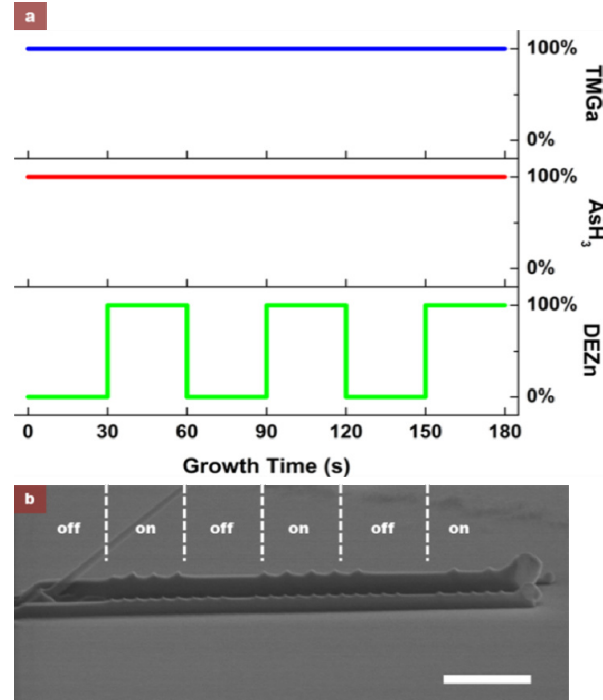 a
100%
0%
TMGa
100%
0%
AsH₃
100%
0%
DEZn
0 30 60 90 120 150 180
Growth Time (s)
b
off on off on off on